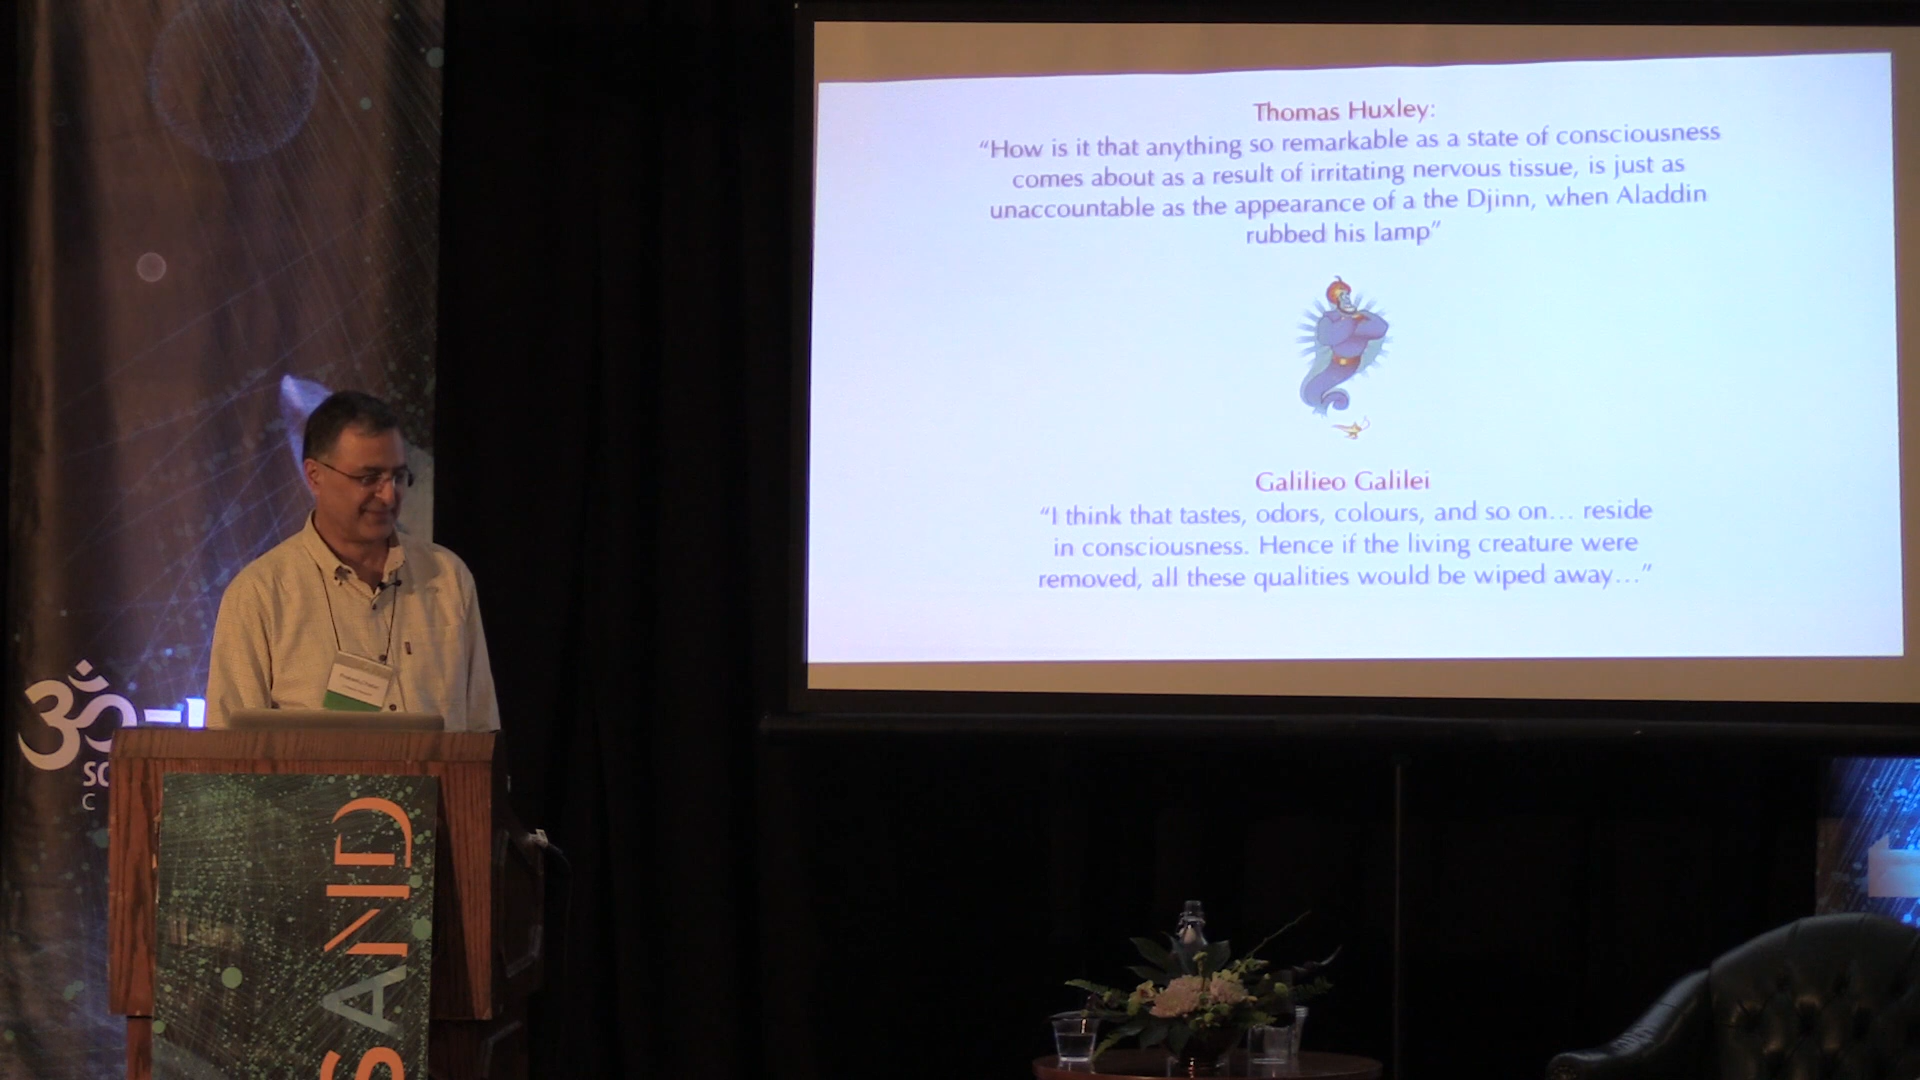 Thomas Huxley:
“How is it that anything so remarkable as a state of consciousness
comes about as a result of irritating nervous tissue, is just as
unaccountable as the appearance of a the Djinn, when Aladdin
rubbed his lamp”
Galilieo Galilei
“I think that tastes, odors, colours, and so on... reside
in consciousness. Hence if the living creature were
removed, all these qualities would be wiped away...”
ॐ
SC
C
SAND